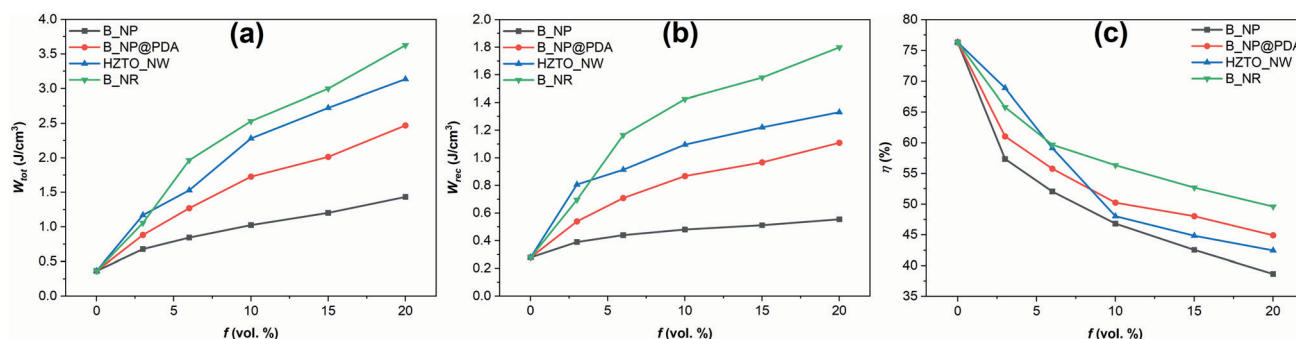 (a)
B_NP
B_NP@PDA
HZTO_NW
B_NR
4.0
3.5
3.0
2.5
2.0
1.5
1.0
0.5
0.0
W_tot (J/cm³)
0 5 10 15 20
f (vol. %)
(b)
B_NP
B_NP@PDA
HZTO_NW
B_NR
2.0
1.8
1.6
1.4
1.2
1.0
0.8
0.6
0.4
0.2
0.0
W_rec (J/cm³)
0 5 10 15 20
f (vol. %)
(c)
B_NP
B_NP@PDA
HZTO_NW
B_NR
80
75
70
65
60
55
50
45
40
35
η (%)
0 5 10 15 20
f (vol. %)